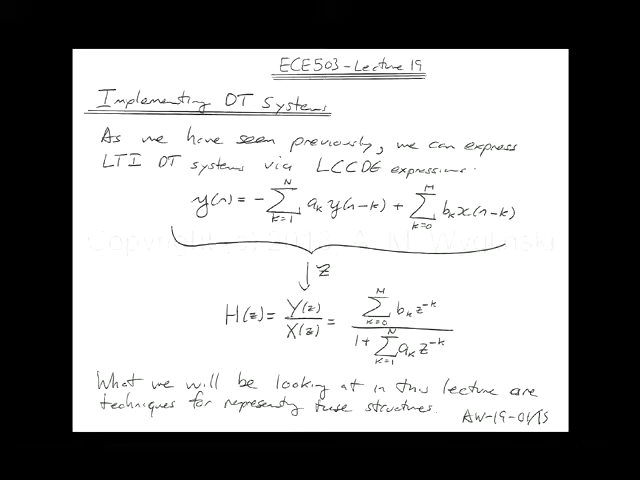 ECE503 - Lecture 19
Implementing DT Systems
As we have seen previously, we can express
LTI DT systems via LCCDE expressions.
y(n) = -∑_{k=1}^{N} a_k y(n-k) + ∑_{k=0}^{M} b_k x(n-k)
↓ Z
H(z) = Y(z)/X(z) = (∑_{k=0}^{M} b_k z^{-k}) / (1 + ∑_{k=1}^{N} a_k z^{-k})
What we will be looking at in this lecture are
techniques for representing these structures.
AW-19-01/15